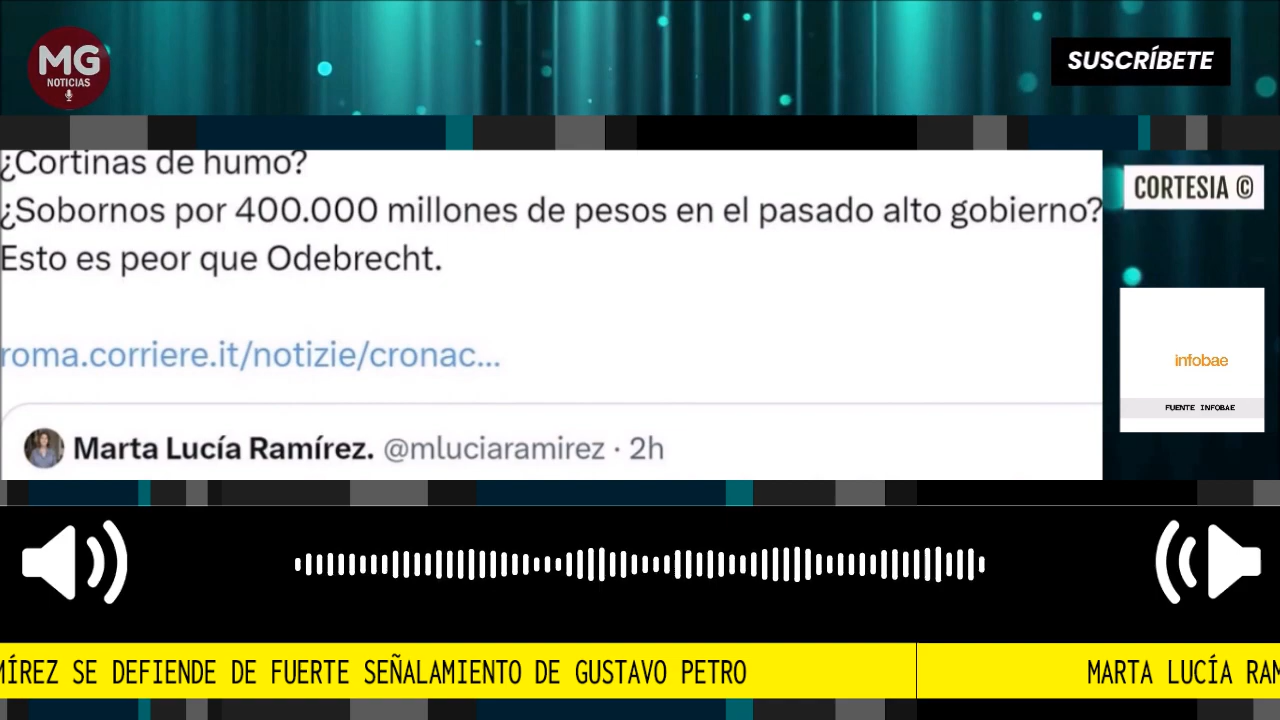 MG
NOTICIAS
SUSCRÍBETE
¿Cortinas de humo?
¿Sobornos por 400.000 millones de pesos en el pasado alto gobierno?
Esto es peor que Odebrecht.
roma.corriere.it/notizie/cronac...
Marta Lucía Ramírez. @mluciaramirez · 2h
CORTESIA ©
infobae
FUENTE INFOBAE
MÍREZ SE DEFIENDE DE FUERTE SEÑALAMIENTO DE GUSTAVO PETRO
MARTA LUCÍA RAM